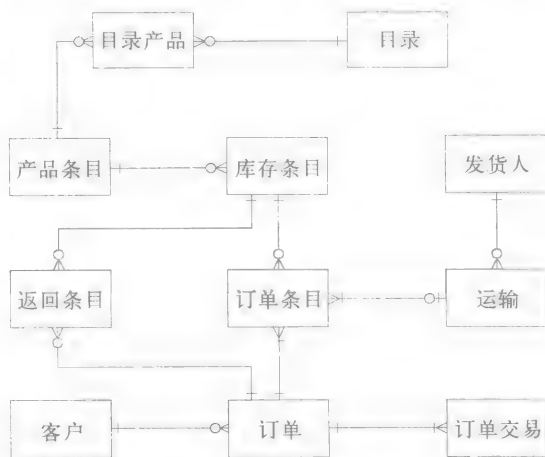 目录产品
目录
产品条目
库存条目
发货人
返回条目
订单条目
运输
客户
订单
订单交易